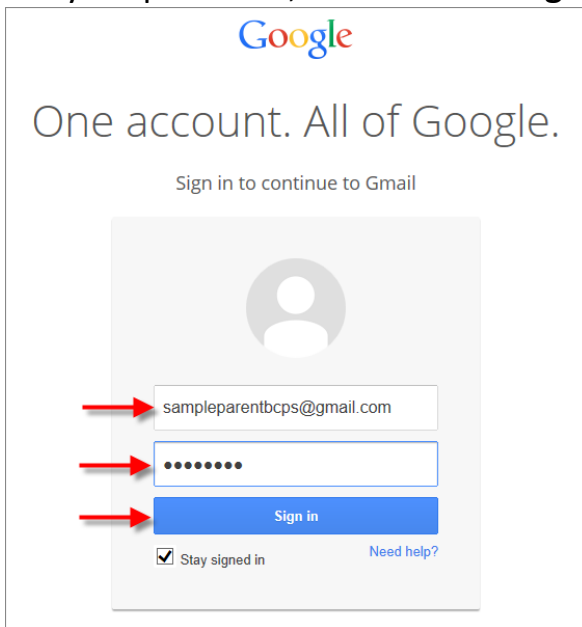 Google
One account. All of Google.
Sign in to continue to Gmail
sampleparentbcps@gmail.com
••••••••
Sign in
Stay signed in Need help?